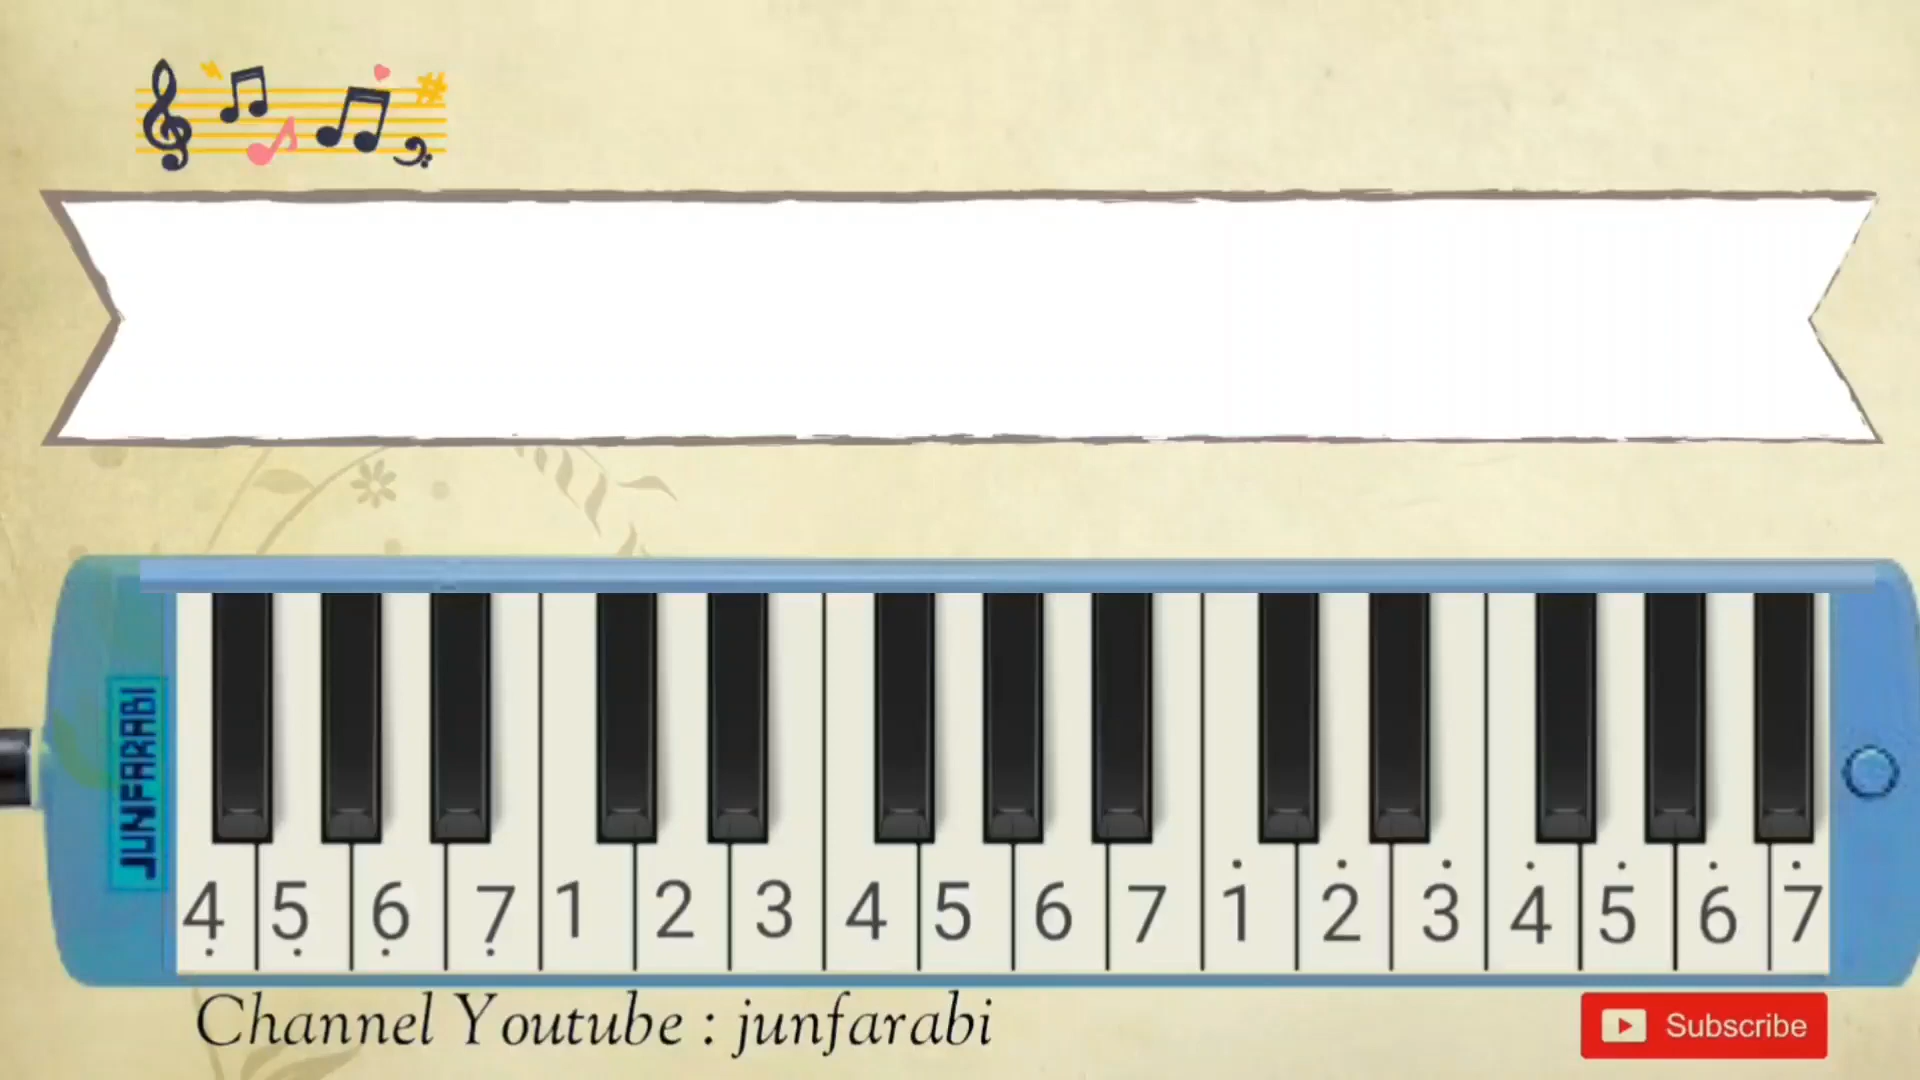 JUNFARABI
4̣ 5̣ 6̣ 7̣ 1 2 3 4 5 6 7 1̇ 2̇ 3̇ 4̇ 5̇ 6̇ 7̇
Channel Youtube : junfarabi
Subscribe